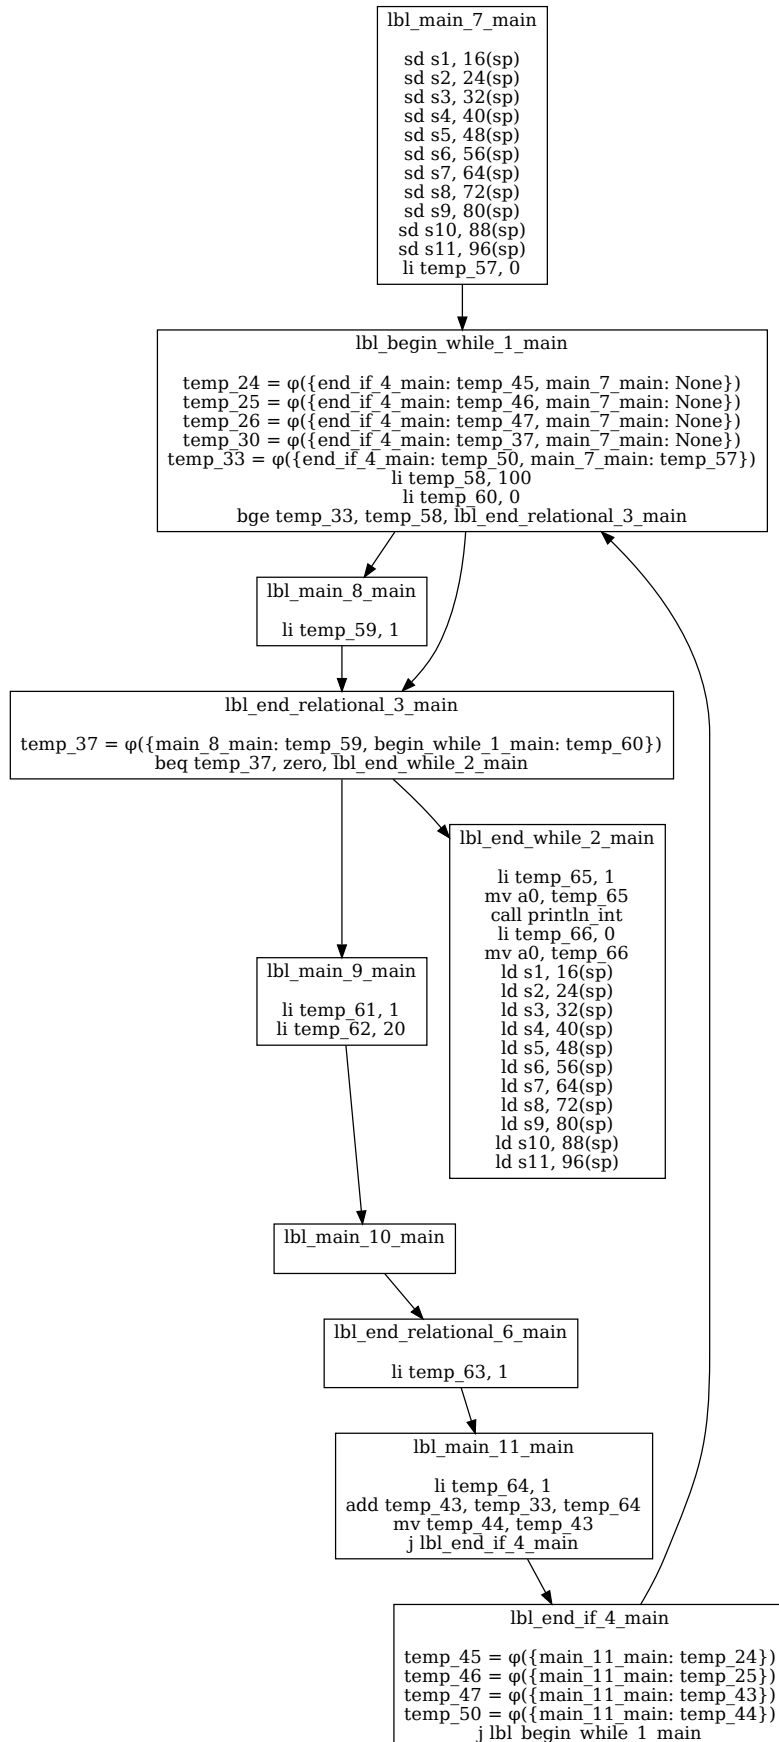 lbl_main_7_main
sd s1, 16(sp)
sd s2, 24(sp)
sd s3, 32(sp)
sd s4, 40(sp)
sd s5, 48(sp)
sd s6, 56(sp)
sd s7, 64(sp)
sd s8, 72(sp)
sd s9, 80(sp)
sd s10, 88(sp)
sd s11, 96(sp)
li temp_57, 0
lbl_begin_while_1_main
temp_24 = φ({end_if_4_main: temp_45, main_7_main: None})
temp_25 = φ({end_if_4_main: temp_46, main_7_main: None})
temp_26 = φ({end_if_4_main: temp_47, main_7_main: None})
temp_30 = φ({end_if_4_main: temp_37, main_7_main: None})
temp_33 = φ({end_if_4_main: temp_50, main_7_main: temp_57})
li temp_58, 100
li temp_60, 0
bge temp_33, temp_58, lbl_end_relational_3_main
lbl_main_8_main
li temp_59, 1
lbl_end_relational_3_main
temp_37 = φ({main_8_main: temp_59, begin_while_1_main: temp_60})
beq temp_37, zero, lbl_end_while_2_main
lbl_end_while_2_main
li temp_65, 1
mv a0, temp_65
call println_int
li temp_66, 0
mv a0, temp_66
ld s1, 16(sp)
ld s2, 24(sp)
ld s3, 32(sp)
ld s4, 40(sp)
ld s5, 48(sp)
ld s6, 56(sp)
ld s7, 64(sp)
ld s8, 72(sp)
ld s9, 80(sp)
ld s10, 88(sp)
ld s11, 96(sp)
lbl_main_9_main
li temp_61, 1
li temp_62, 20
lbl_main_10_main
lbl_end_relational_6_main
li temp_63, 1
lbl_main_11_main
li temp_64, 1
add temp_43, temp_33, temp_64
mv temp_44, temp_43
j lbl_end_if_4_main
lbl_end_if_4_main
temp_45 = φ({main_11_main: temp_24})
temp_46 = φ({main_11_main: temp_25})
temp_47 = φ({main_11_main: temp_43})
temp_50 = φ({main_11_main: temp_44})
j lbl_begin_while_1_main